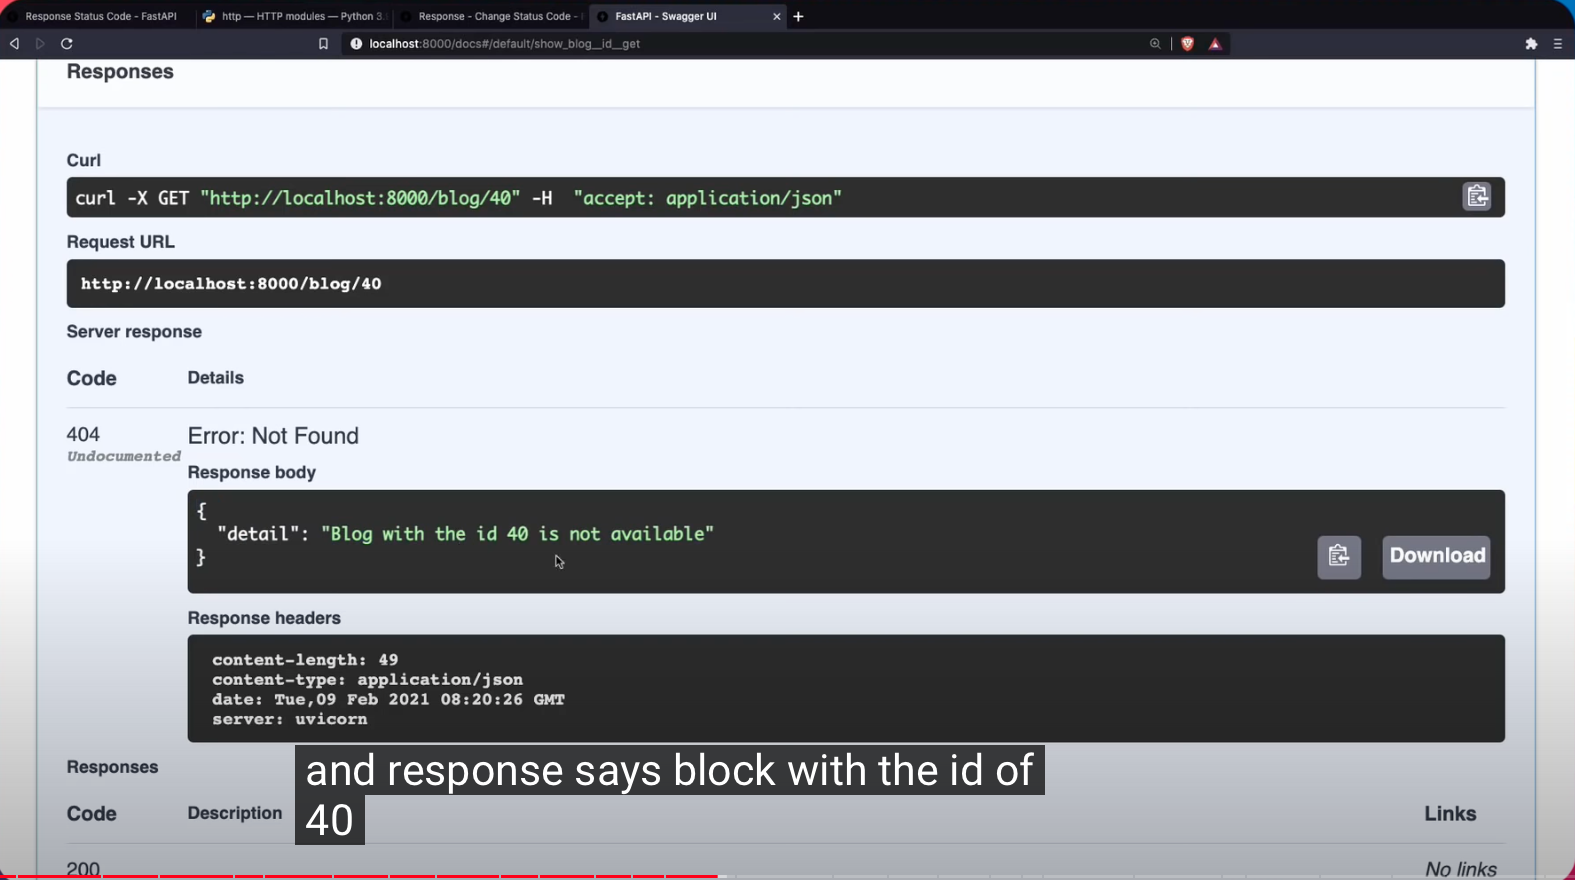 Response Status Code - FastAPI
http — HTTP modules — Python 3.
Response - Change Status Code -
FastAPI - Swagger UI
localhost:8000/docs#/default/show_blog__id__get
Responses
Curl
curl -X GET "http://localhost:8000/blog/40" -H  "accept: application/json"
Request URL
http://localhost:8000/blog/40
Server response
Code Details
404 Error: Not Found
Undocumented
Response body
{
"detail": "Blog with the id 40 is not available"
}
Download
Response headers
content-length: 49
content-type: application/json
date: Tue,09 Feb 2021 08:20:26 GMT
server: uvicorn
Responses
and response says block with the id of
40
Code Description Links
200 No links